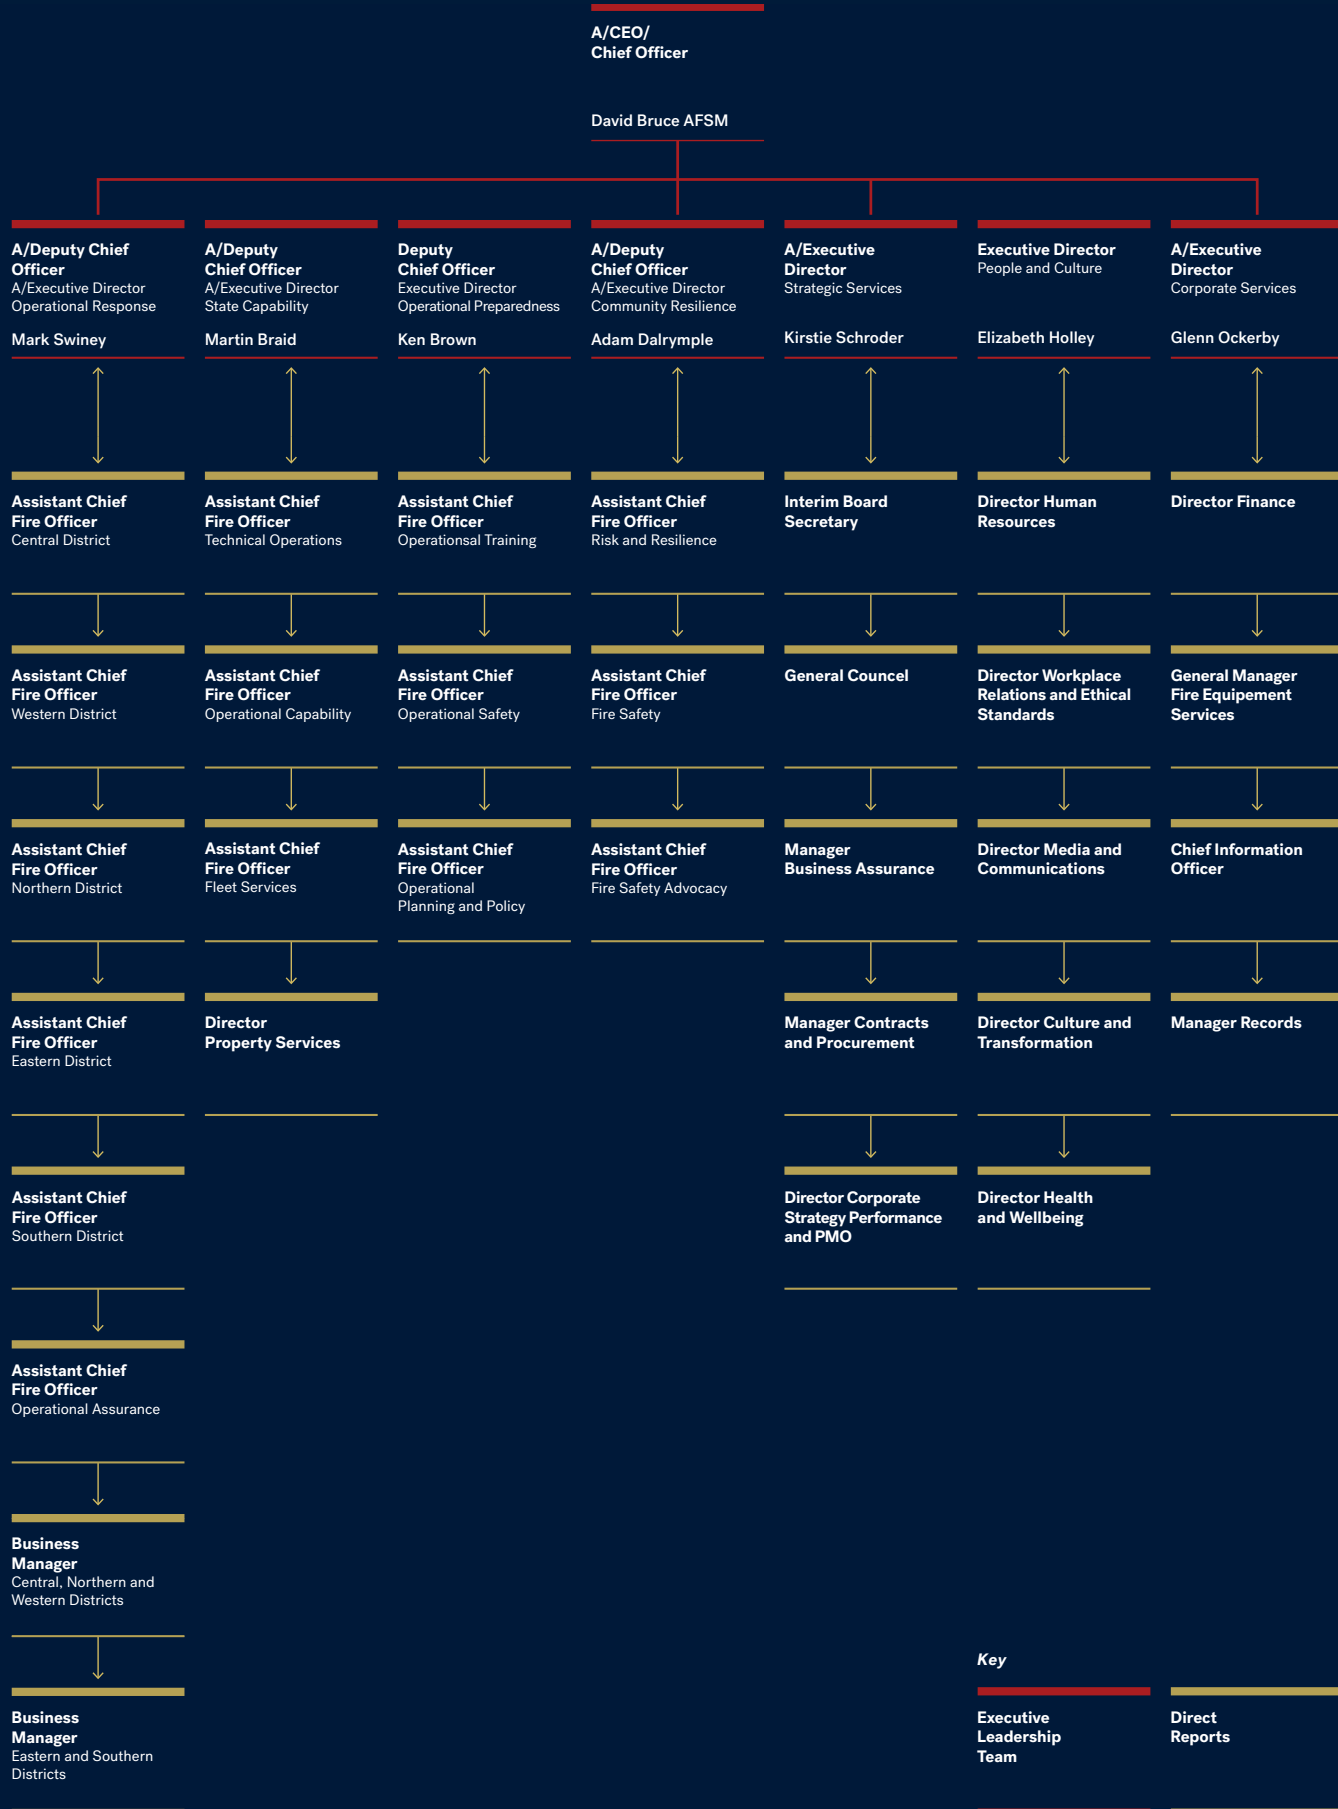 A/CEO/
Chief Officer
David Bruce AFSM
A/Deputy Chief
Officer
A/Executive Director
Operational Response
Mark Swiney
A/Deputy
Chief Officer
A/Executive Director
State Capability
Martin Braid
Deputy
Chief Officer
Executive Director
Operational Preparedness
Ken Brown
A/Deputy
Chief Officer
A/Executive Director
Community Resilience
Adam Dalrymple
A/Executive
Director
Strategic Services
Kirstie Schroder
Executive Director
People and Culture
Elizabeth Holley
A/Executive
Director
Corporate Services
Glenn Ockerby
Assistant Chief
Fire Officer
Central District
Assistant Chief
Fire Officer
Technical Operations
Assistant Chief
Fire Officer
Operationsal Training
Assistant Chief
Fire Officer
Risk and Resilience
Interim Board
Secretary
Director Human
Resources
Director Finance
Assistant Chief
Fire Officer
Western District
Assistant Chief
Fire Officer
Operational Capability
Assistant Chief
Fire Officer
Operational Safety
Assistant Chief
Fire Officer
Fire Safety
General Councel
Director Workplace
Relations and Ethical
Standards
General Manager
Fire Equipement
Services
Assistant Chief
Fire Officer
Northern District
Assistant Chief
Fire Officer
Fleet Services
Assistant Chief
Fire Officer
Operational
Planning and Policy
Assistant Chief
Fire Officer
Fire Safety Advocacy
Manager
Business Assurance
Director Media and
Communications
Chief Information
Officer
Assistant Chief
Fire Officer
Eastern District
Director
Property Services
Manager Contracts
and Procurement
Director Culture and
Transformation
Manager Records
Assistant Chief
Fire Officer
Southern District
Director Corporate
Strategy Performance
and PMO
Director Health
and Wellbeing
Assistant Chief
Fire Officer
Operational Assurance
Business
Manager
Central, Northern and
Western Districts
Business
Manager
Eastern and Southern
Districts
Key
Executive
Leadership
Team
Direct
Reports